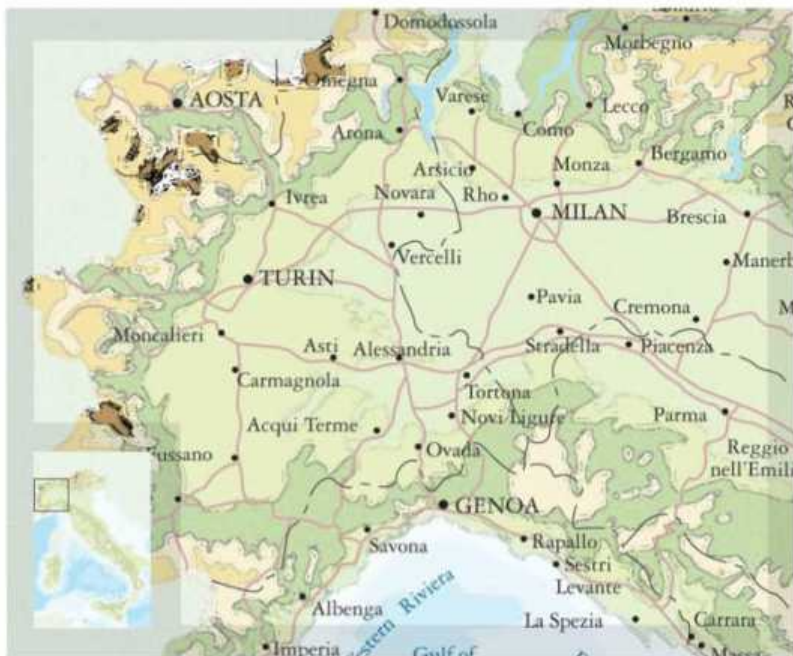 Domodossola
Morbegno
Omegna
AOSTA
Varese
Como
Lecco
Arona
Arsicio
Monza
Bergamo
Ivrea
Novara
Rho
MILAN
Brescia
Vercelli
TURIN
Manerb
Pavia
Cremona
Moncalieri
Asti
Alessandria
Stradella
Piacenza
Carmagnola
Tortona
Acqui Terme
Novi Ligure
Parma
Ovada
Reggio
nell'Emili
GENOA
Savona
Rapallo
Sestri
Levante
Albenga
Riviera
La Spezia
Carrara
Imperia
Gulf of